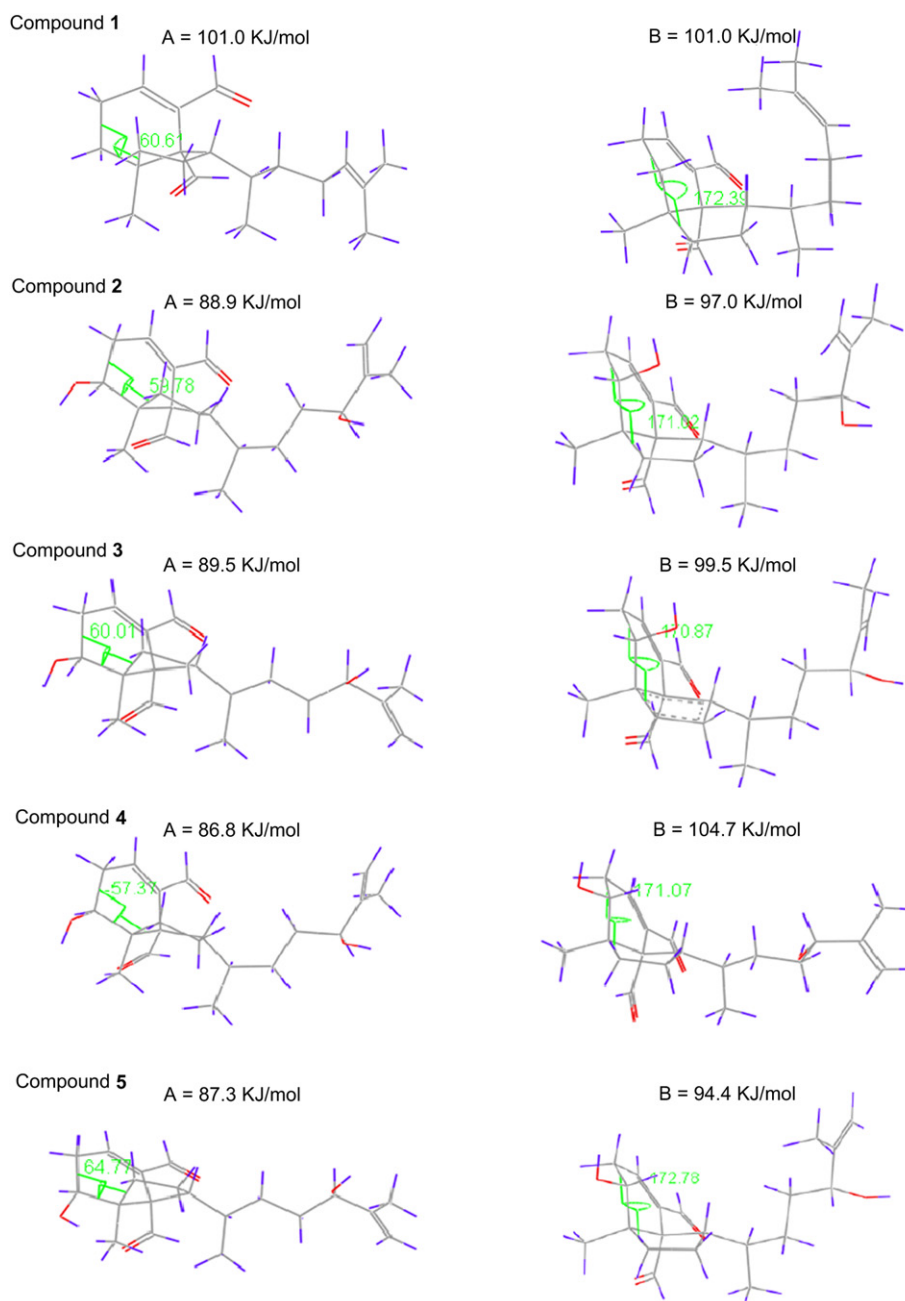 Compound 1
A = 101.0 KJ/mol
B = 101.0 KJ/mol
60.61
172.39
Compound 2
A = 88.9 KJ/mol
B = 97.0 KJ/mol
59.78
171.02
Compound 3
A = 89.5 KJ/mol
B = 99.5 KJ/mol
60.01
170.87
Compound 4
A = 86.8 KJ/mol
B = 104.7 KJ/mol
-57.37
171.07
Compound 5
A = 87.3 KJ/mol
B = 94.4 KJ/mol
64.77
172.78